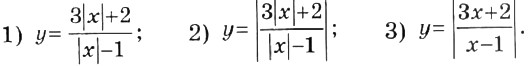 1) y = (3|x|+2)/(|x|−1); 2) y = |(3|x|+2)/(|x|−1)|; 3) y = |(3x+2)/(x−1)|.